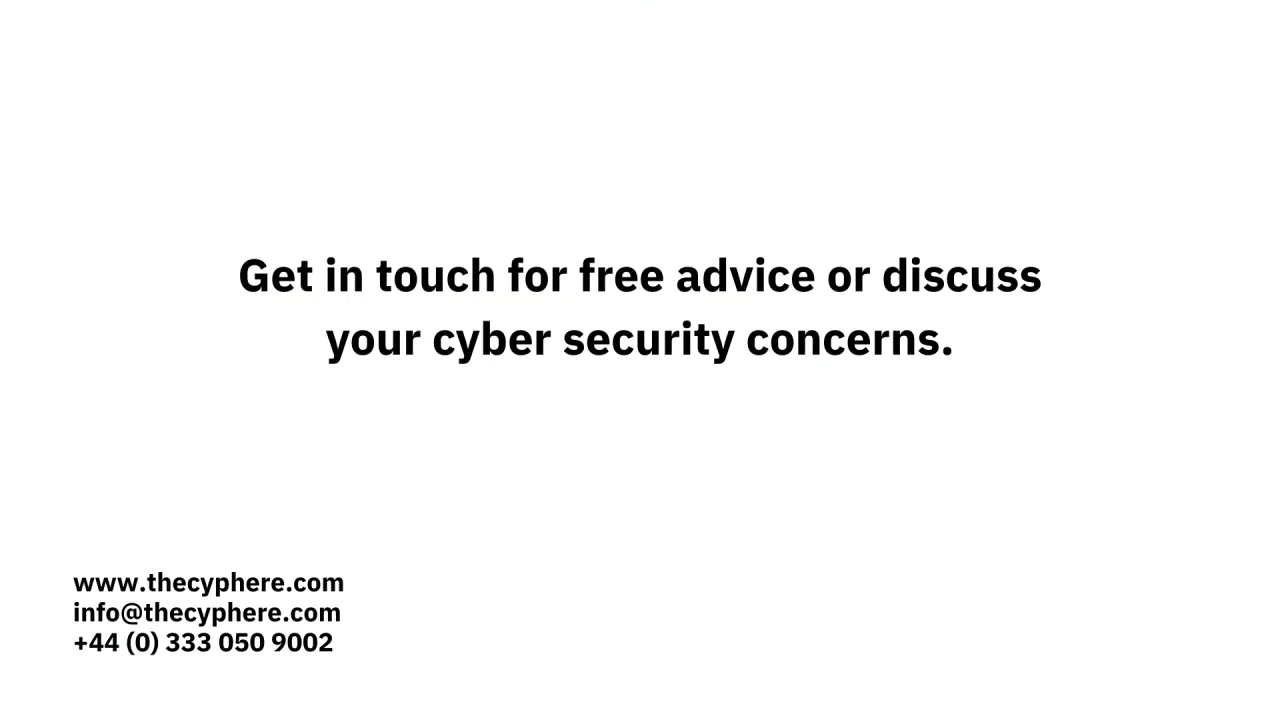 Get in touch for free advice or discuss
your cyber security concerns.
www.thecyphere.com
info@thecyphere.com
+44 (0) 333 050 9002